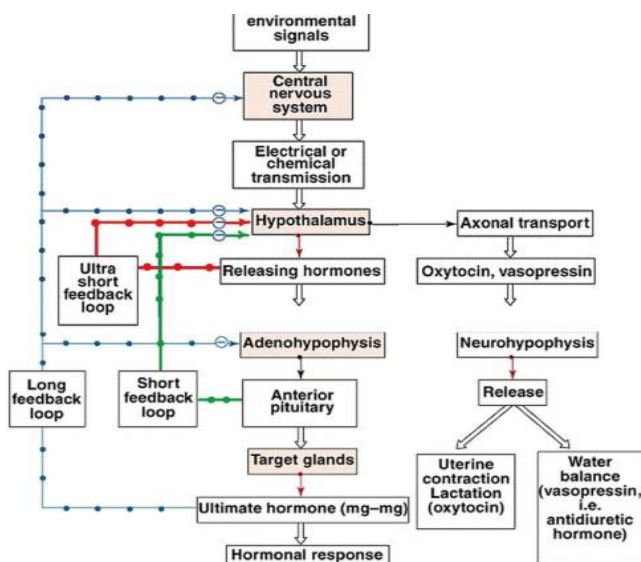 environmental
signals
Central
nervous
system
Electrical or
chemical
transmission
Hypothalamus
Axonal transport
Ultra
short
feedback
loop
Releasing hormones
Oxytocin, vasopressin
Adenohypophysis
Neurohypophysis
Long
feedback
loop
Short
feedback
loop
Anterior
pituitary
Release
Target glands
Uterine
contraction
Lactation
(oxytocin)
Water
balance
(vasopressin,
i.e.
antidiuretic
hormone)
Ultimate hormone (mg–mg)
Hormonal response